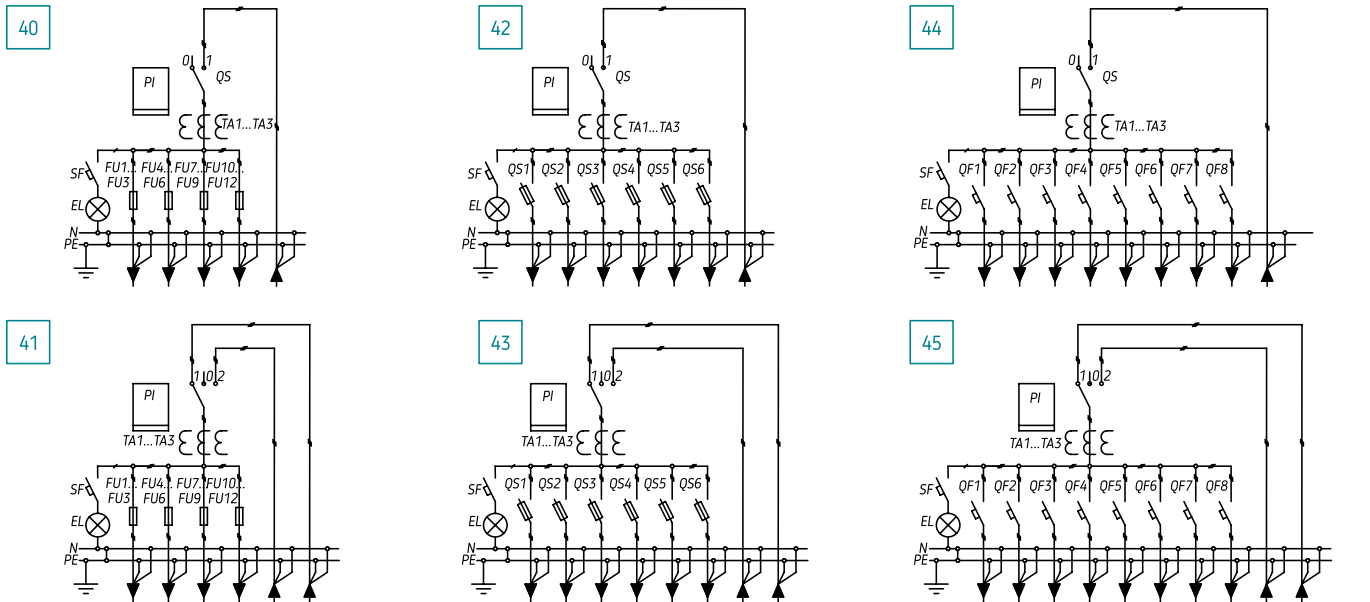 40
0 1
QS
PI
TA1...TA3
SF
FU1... FU4... FU7... FU10...
FU3 FU6 FU9 FU12
EL
N
PE
42
0 1
QS
PI
TA1...TA3
SF
QS1 QS2 QS3 QS4 QS5 QS6
EL
N
PE
44
0 1
QS
PI
TA1...TA3
SF
QF1 QF2 QF3 QF4 QF5 QF6 QF7 QF8
EL
N
PE
41
1 0 2
PI
TA1...TA3
SF
FU1... FU4... FU7... FU10...
FU3 FU6 FU9 FU12
EL
N
PE
43
1 0 2
PI
TA1...TA3
SF
QS1 QS2 QS3 QS4 QS5 QS6
EL
N
PE
45
1 0 2
PI
TA1...TA3
SF
QF1 QF2 QF3 QF4 QF5 QF6 QF7 QF8
EL
N
PE